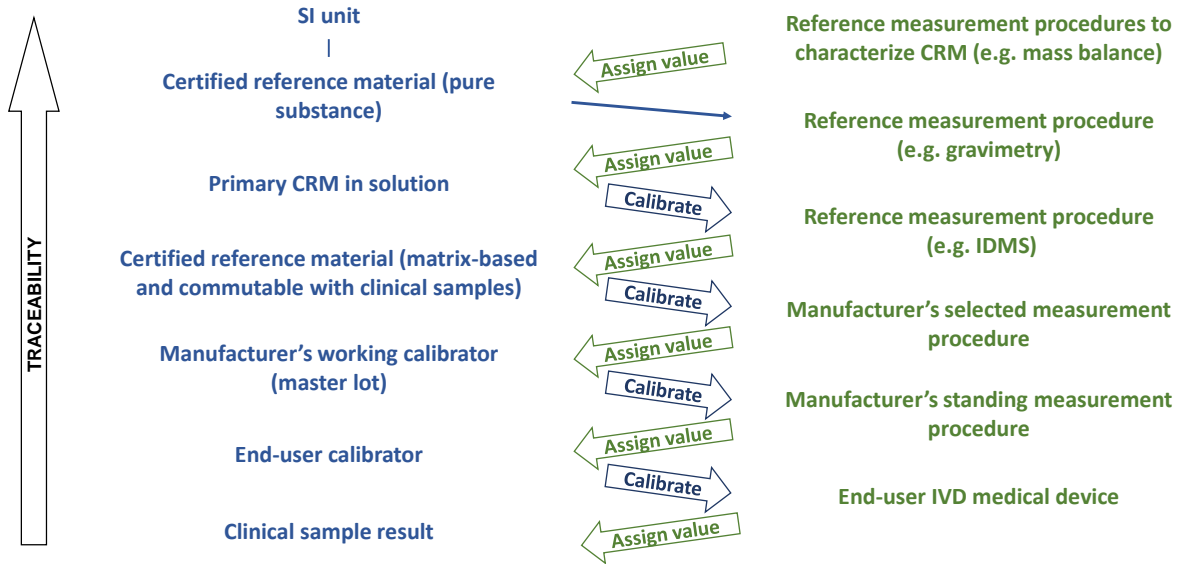 SI unit
Reference measurement procedures to
characterize CRM (e.g. mass balance)
Assign value
Certified reference material (pure
substance)
Reference measurement procedure
(e.g. gravimetry)
Assign value
Primary CRM in solution
Calibrate
Reference measurement procedure
(e.g. IDMS)
Assign value
Certified reference material (matrix-based
and commutable with clinical samples)
Calibrate
Manufacturer’s selected measurement
procedure
Assign value
Manufacturer’s working calibrator
(master lot)
Calibrate
Manufacturer’s standing measurement
procedure
Assign value
End-user calibrator
Calibrate
End-user IVD medical device
Assign value
Clinical sample result
TRACEABILITY